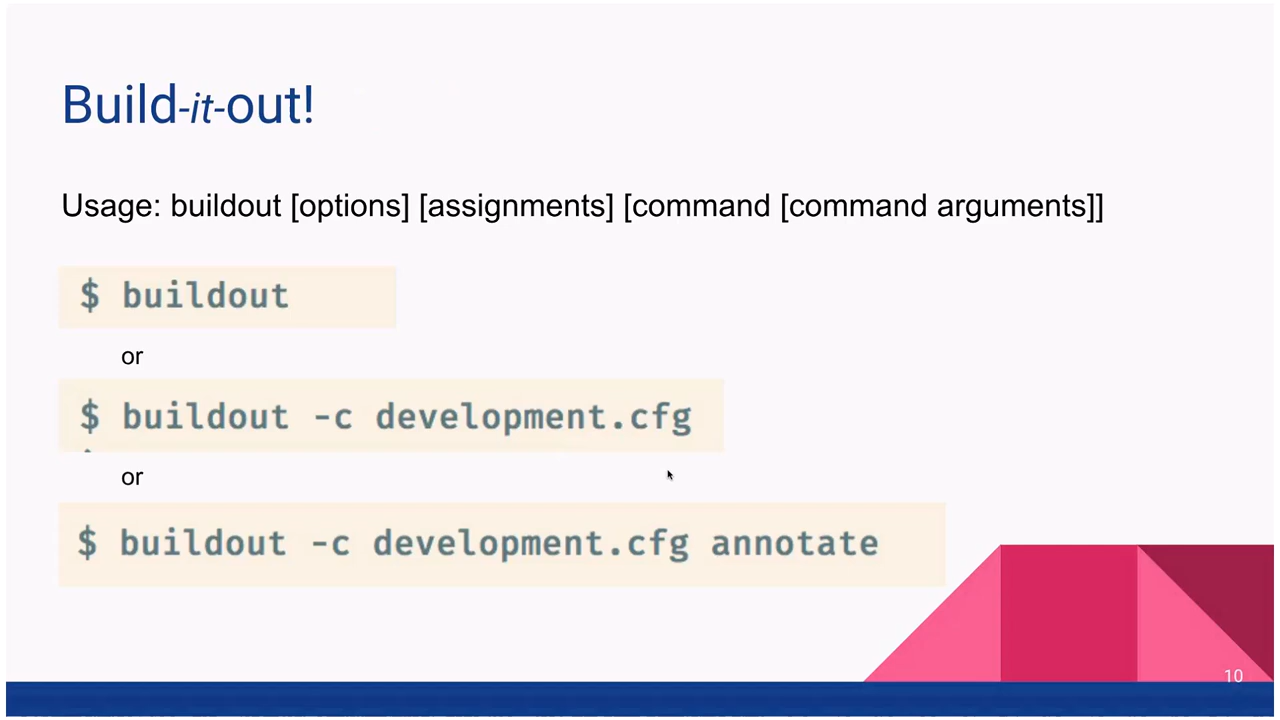 Build-it-out!
Usage: buildout [options] [assignments] [command [command arguments]]
$ buildout
or
$ buildout -c development.cfg
or
$ buildout -c development.cfg annotate
10